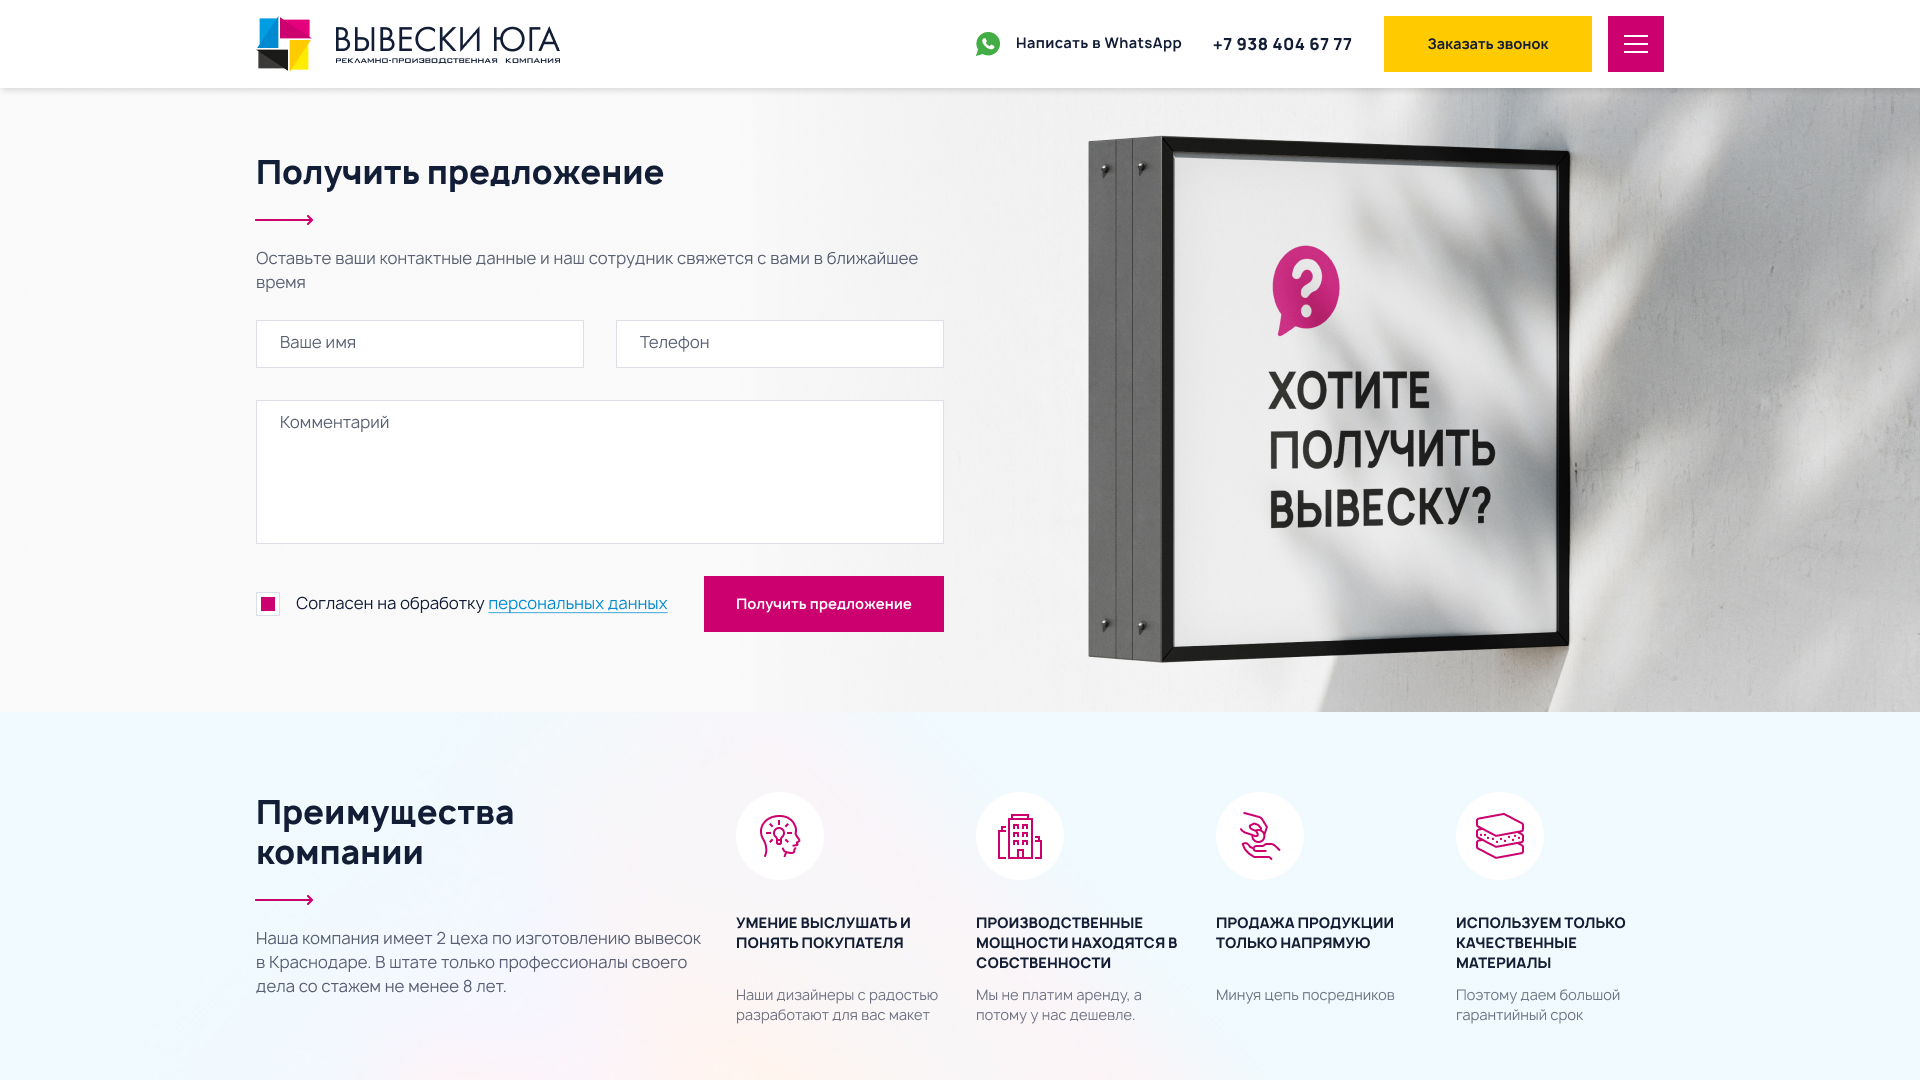 ВЫВЕСКИ ЮГА
РЕКЛАМНО-ПРОИЗВОДСТВЕННАЯ КОМПАНИЯ
Написать в WhatsApp
+7 938 404 67 77
Заказать звонок
Получить предложение
Оставьте ваши контактные данные и наш сотрудник свяжется с вами в ближайшее
время
Ваше имя
Телефон
Комментарий
Согласен на обработку персональных данных
Получить предложение
?
ХОТИТЕ
ПОЛУЧИТЬ
ВЫВЕСКУ?
Преимущества
компании
Наша компания имеет 2 цеха по изготовлению вывесок
в Краснодаре. В штате только профессионалы своего
дела со стажем не менее 8 лет.
УМЕНИЕ ВЫСЛУШАТЬ И
ПОНЯТЬ ПОКУПАТЕЛЯ
Наши дизайнеры с радостью
разработают для вас макет
ПРОИЗВОДСТВЕННЫЕ
МОЩНОСТИ НАХОДЯТСЯ В
СОБСТВЕННОСТИ
Мы не платим аренду, а
потому у нас дешевле.
ПРОДАЖА ПРОДУКЦИИ
ТОЛЬКО НАПРЯМУЮ
Минуя цепь посредников
ИСПОЛЬЗУЕМ ТОЛЬКО
КАЧЕСТВЕННЫЕ
МАТЕРИАЛЫ
Поэтому даем большой
гарантийный срок